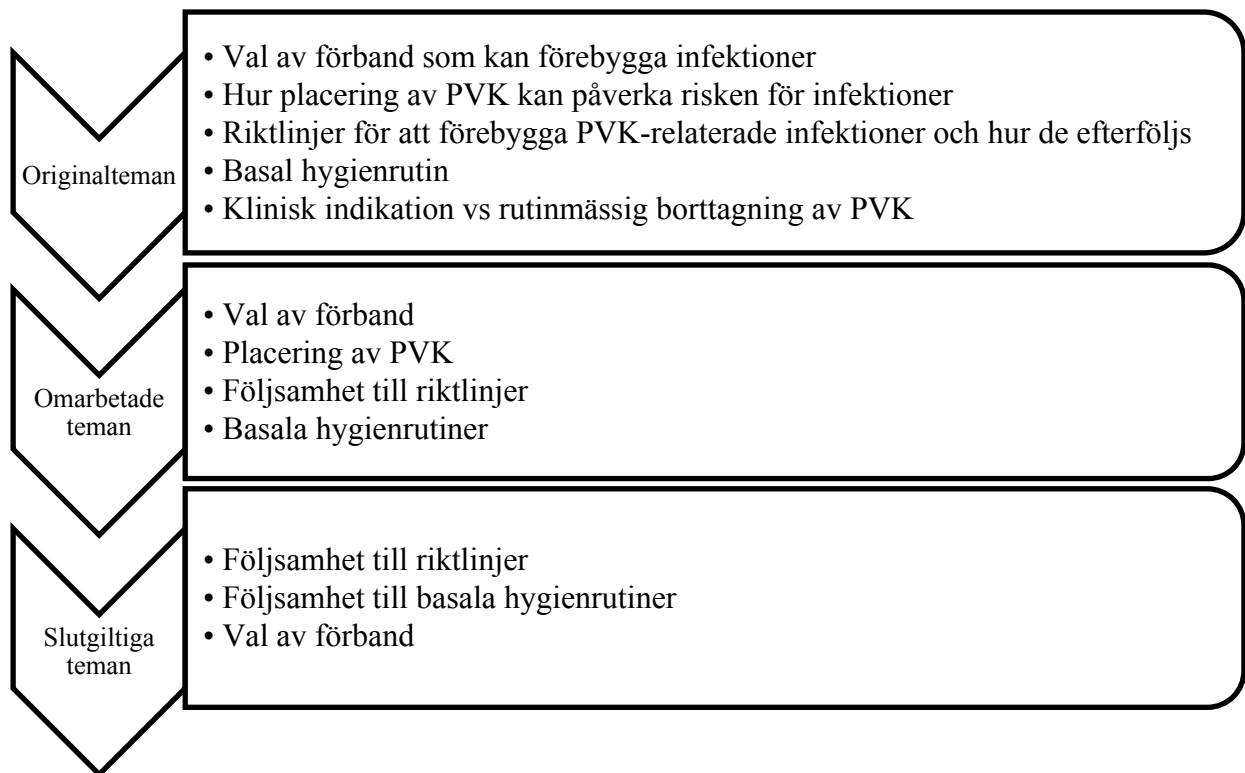 Originalteman
• Val av förband som kan förebygga infektioner
• Hur placering av PVK kan påverka risken för infektioner
• Riktlinjer för att förebygga PVK-relaterade infektioner och hur de efterföljs
• Basal hygienrutin
• Klinisk indikation vs rutinmässig borttagning av PVK
Omarbetade
teman
• Val av förband
• Placering av PVK
• Följsamhet till riktlinjer
• Basala hygienrutiner
Slutgiltiga
teman
• Följsamhet till riktlinjer
• Följsamhet till basala hygienrutiner
• Val av förband